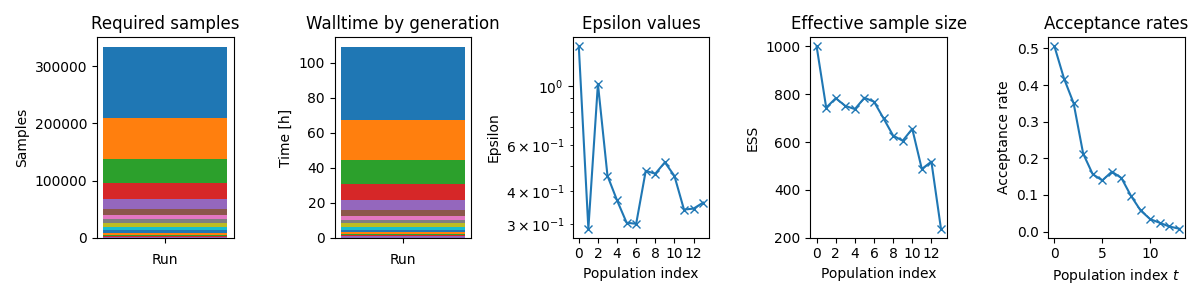 Required samples
Samples
300000
200000
100000
0
Run
Walltime by generation
Time [h]
100
80
60
40
20
0
Run
Epsilon values
Epsilon
10⁰
6 × 10⁻¹
4 × 10⁻¹
3 × 10⁻¹
0 2 4 6 8 10 12
Population index
Effective sample size
ESS
1000
800
600
400
200
0 2 4 6 8 10 12
Population index
Acceptance rates
Acceptance rate
0.5
0.4
0.3
0.2
0.1
0.0
0 5 10
Population index t